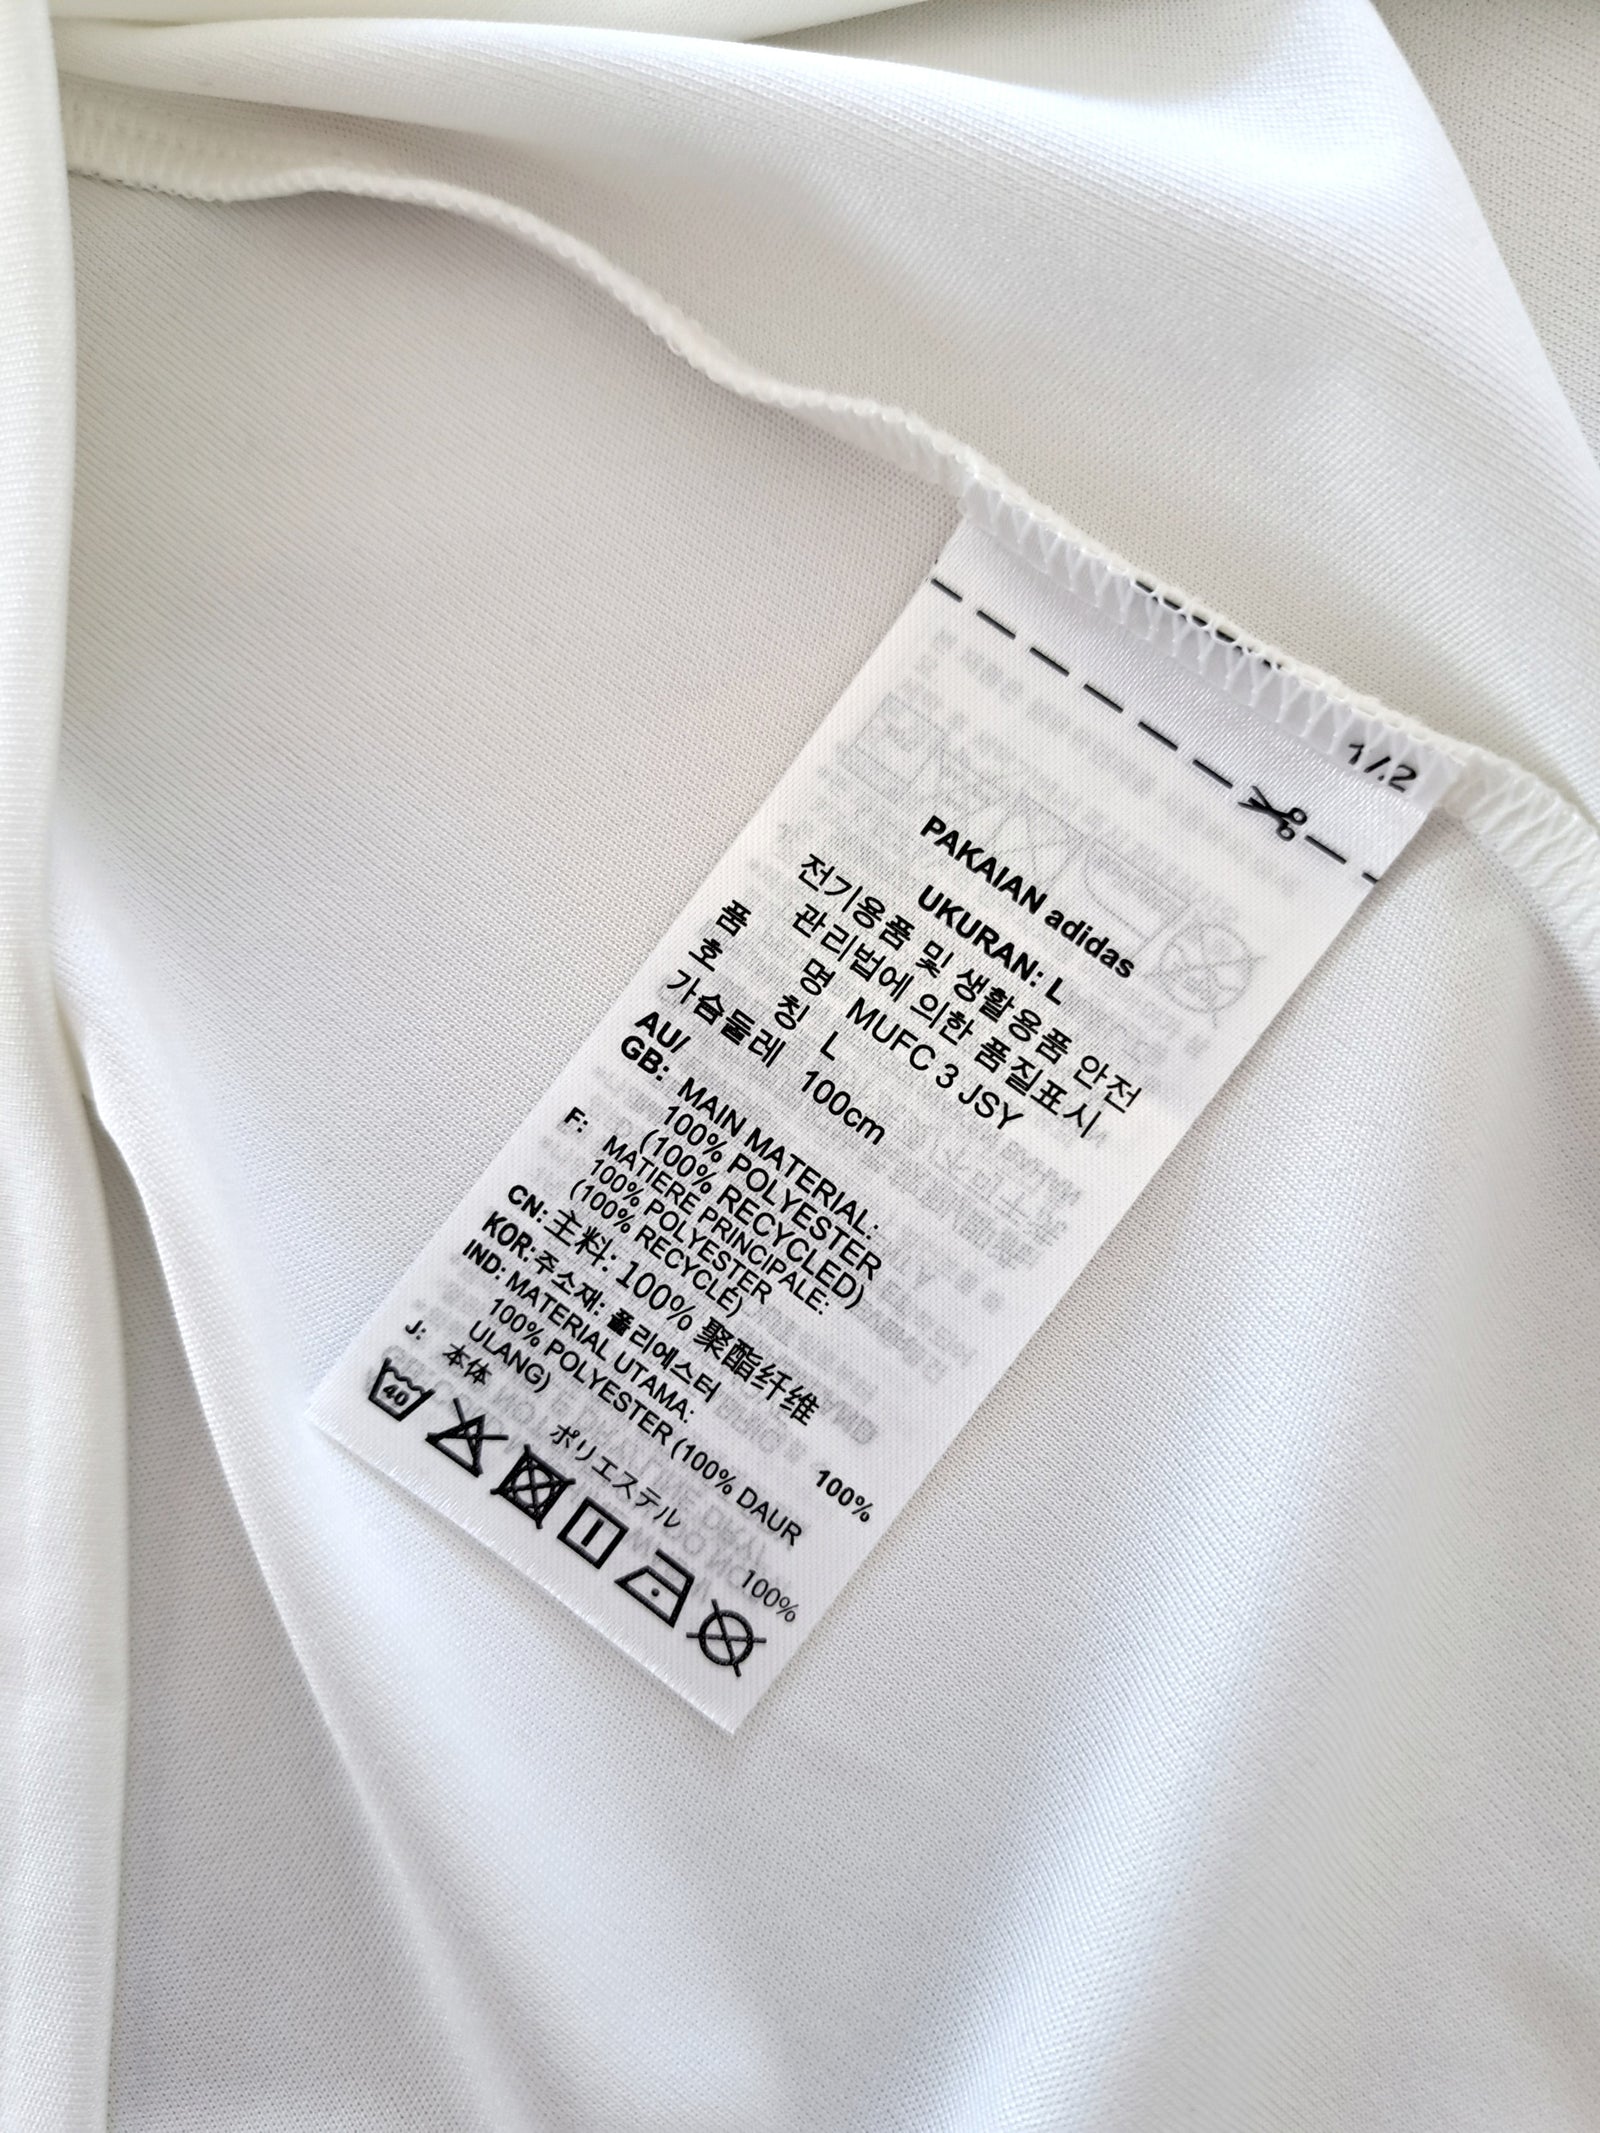 1/2
PAKAIAN adidas
UKURAN: L
전기용품 및 생활용품 안전
관리법에 의한 품질표시
품 명 MUFC 3 JSY
호 칭 L
가슴둘레 100cm
AU/
GB: MAIN MATERIAL:
100% POLYESTER
(100% RECYCLED)
F: MATIERE PRINCIPALE:
100% POLYESTER
(100% RECYCLÉ)
CN: 主料: 100% 聚酯纤维
KOR: 주소재: 폴리에스터 100%
IND: MATERIAL UTAMA:
100% POLYESTER (100% DAUR
ULANG)
J: 本体
ポリエステル 100%
40